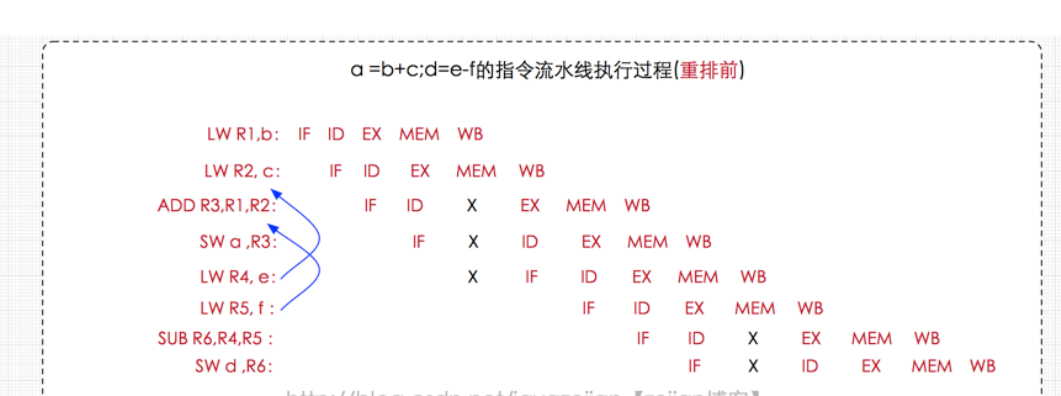 a =b+c;d=e-f的指令流水线执行过程(重排前)
LW R1,b: IF ID EX MEM WB
LW R2, c: IF ID EX MEM WB
ADD R3,R1,R2: IF ID X EX MEM WB
SW a ,R3: IF X ID EX MEM WB
LW R4, e: X IF ID EX MEM WB
LW R5, f : IF ID EX MEM WB
SUB R6,R4,R5 : IF ID X EX MEM WB
SW d ,R6: IF X ID EX MEM WB